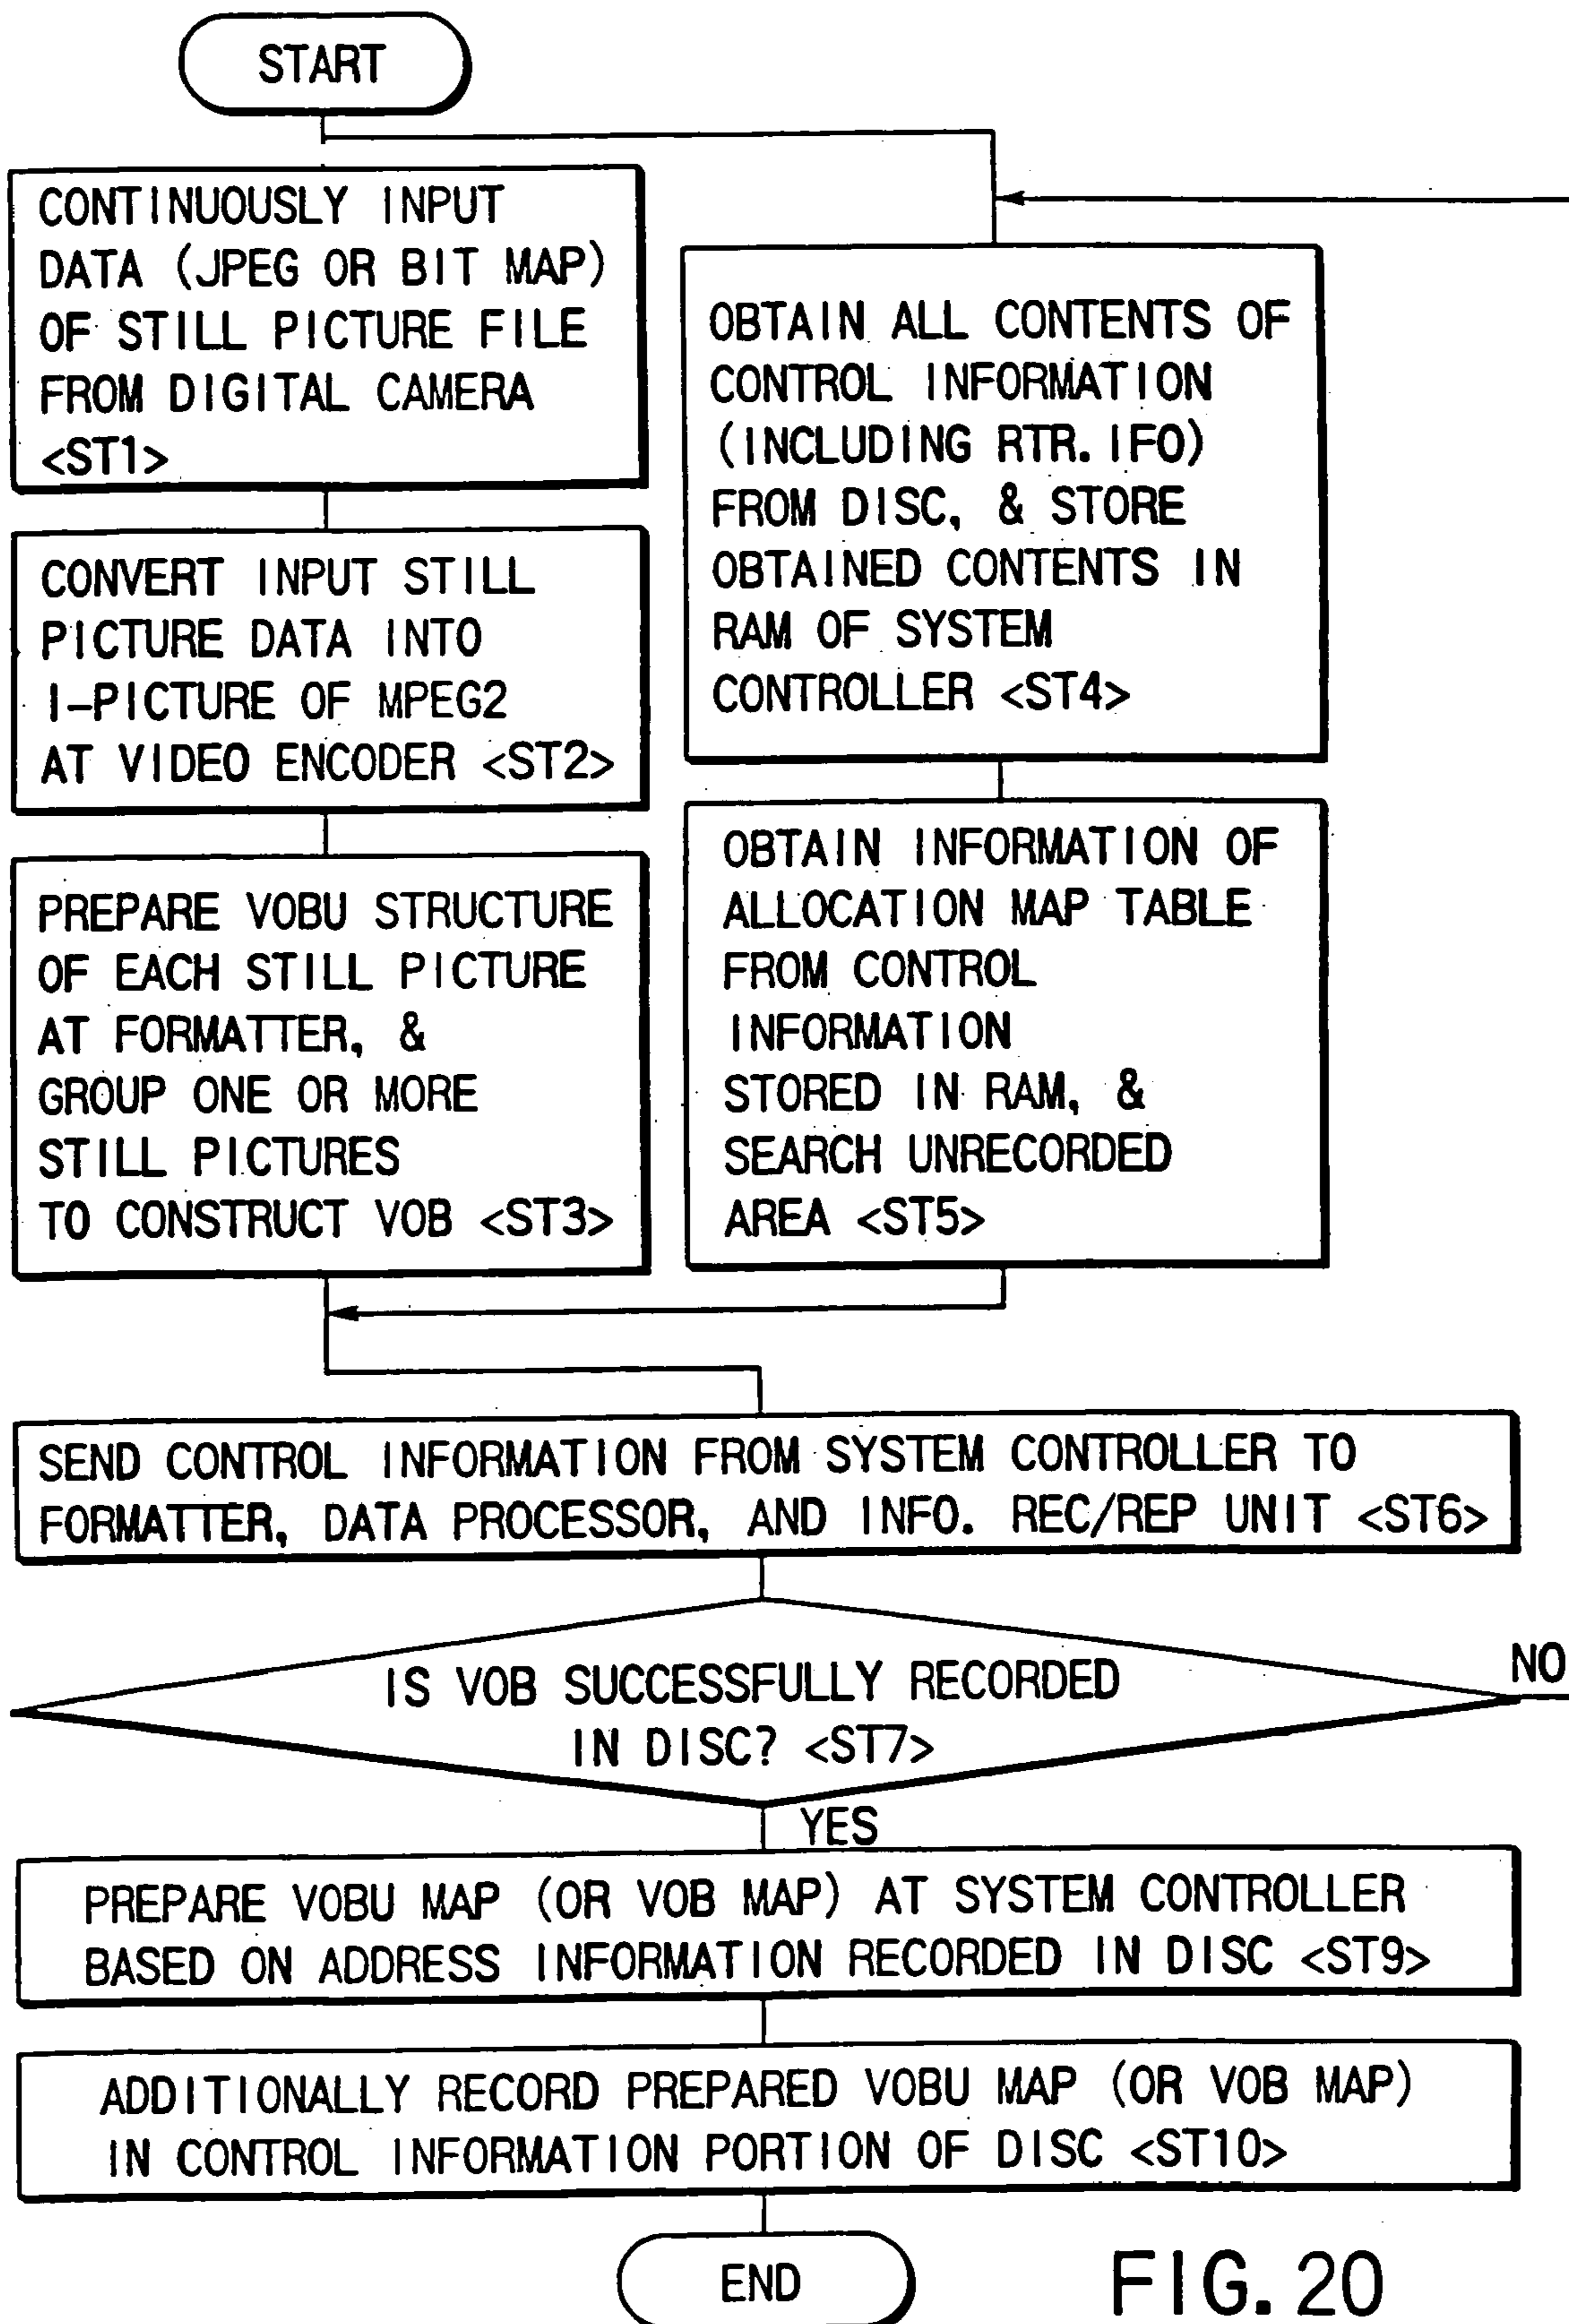 START
CONTINUOUSLY INPUT
DATA (JPEG OR BIT MAP)
OF STILL PICTURE FILE
FROM DIGITAL CAMERA
<ST1>
CONVERT INPUT STILL
PICTURE DATA INTO
I-PICTURE OF MPEG2
AT VIDEO ENCODER <ST2>
PREPARE VOBU STRUCTURE
OF EACH STILL PICTURE
AT FORMATTER, &
GROUP ONE OR MORE
STILL PICTURES
TO CONSTRUCT VOB <ST3>
OBTAIN ALL CONTENTS OF
CONTROL INFORMATION
(INCLUDING RTR. IFO)
FROM DISC, & STORE
OBTAINED CONTENTS IN
RAM OF SYSTEM
CONTROLLER <ST4>
OBTAIN INFORMATION OF
ALLOCATION MAP TABLE
FROM CONTROL
INFORMATION
STORED IN RAM, &
SEARCH UNRECORDED
AREA <ST5>
SEND CONTROL INFORMATION FROM SYSTEM CONTROLLER TO
FORMATTER, DATA PROCESSOR, AND INFO. REC/REP UNIT <ST6>
IS VOB SUCCESSFULLY RECORDED
IN DISC? <ST7>
NO
YES
PREPARE VOBU MAP (OR VOB MAP) AT SYSTEM CONTROLLER
BASED ON ADDRESS INFORMATION RECORDED IN DISC <ST9>
ADDITIONALLY RECORD PREPARED VOBU MAP (OR VOB MAP)
IN CONTROL INFORMATION PORTION OF DISC <ST10>
END
FIG. 20